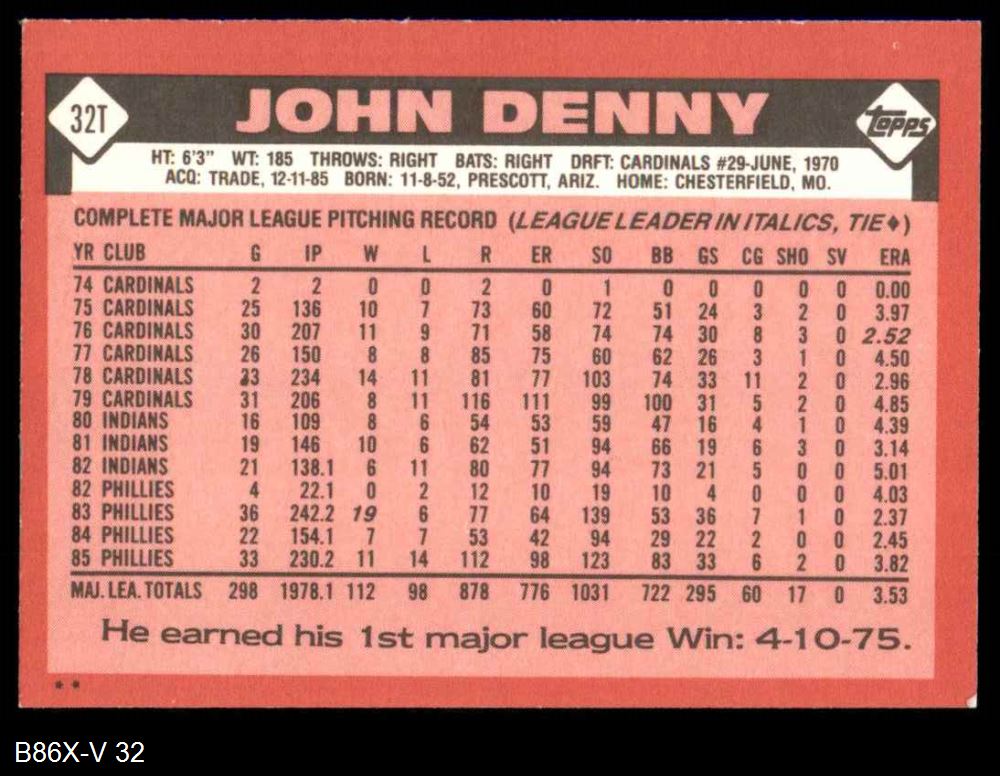 32T
JOHN DENNY
Topps
HT: 6'3" WT: 185 THROWS: RIGHT BATS: RIGHT DRFT: CARDINALS #29-JUNE, 1970
ACQ: TRADE, 12-11-85 BORN: 11-8-52, PRESCOTT, ARIZ. HOME: CHESTERFIELD, MO.
COMPLETE MAJOR LEAGUE PITCHING RECORD (LEAGUE LEADER IN ITALICS, TIE♦)
YR CLUB G IP W L R ER SO BB GS CG SHO SV ERA
74 CARDINALS 2 2 0 0 2 0 1 0 0 0 0 0 0.00
75 CARDINALS 25 136 10 7 73 60 72 51 24 3 2 0 3.97
76 CARDINALS 30 207 11 9 71 58 74 74 30 8 3 0 2.52
77 CARDINALS 26 150 8 8 85 75 60 62 26 3 1 0 4.50
78 CARDINALS 33 234 14 11 81 77 103 74 33 11 2 0 2.96
79 CARDINALS 31 206 8 11 116 111 99 100 31 5 2 0 4.85
80 INDIANS 16 109 8 6 54 53 59 47 16 4 1 0 4.39
81 INDIANS 19 146 10 6 62 51 94 66 19 6 3 0 3.14
82 INDIANS 21 138.1 6 11 80 77 94 73 21 5 0 0 5.01
82 PHILLIES 4 22.1 0 2 12 10 19 10 4 0 0 0 4.03
83 PHILLIES 36 242.2 19 6 77 64 139 53 36 7 1 0 2.37
84 PHILLIES 22 154.1 7 7 53 42 94 29 22 2 0 0 2.45
85 PHILLIES 33 230.2 11 14 112 98 123 83 33 6 2 0 3.82
MAJ. LEA. TOTALS 298 1978.1 112 98 878 776 1031 722 295 60 17 0 3.53
He earned his 1st major league Win: 4-10-75.
**
B86X-V 32